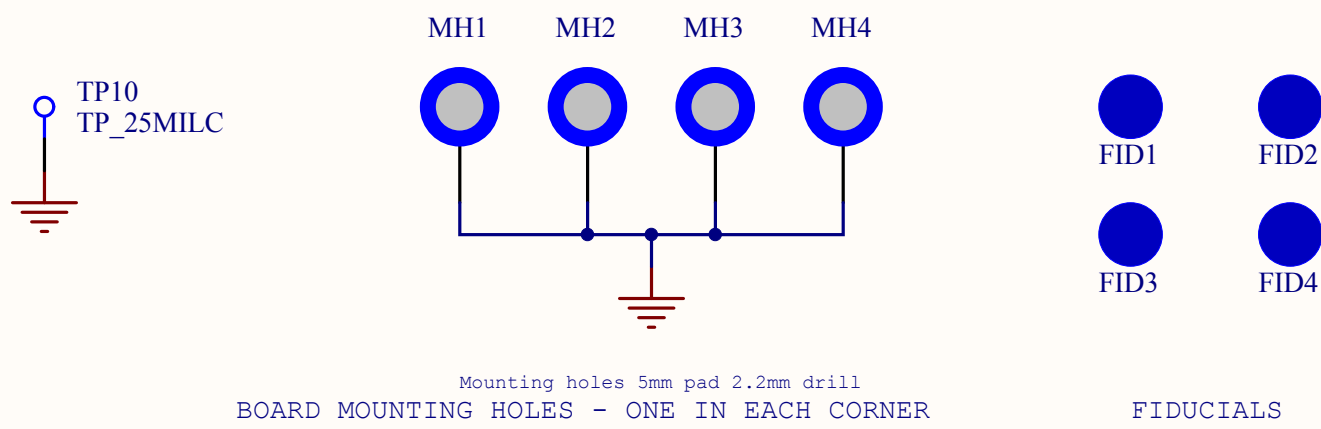 MH1 MH2 MH3 MH4
TP10
TP_25MILC
FID1 FID2
FID3 FID4
Mounting holes 5mm pad 2.2mm drill
BOARD MOUNTING HOLES - ONE IN EACH CORNER
FIDUCIALS